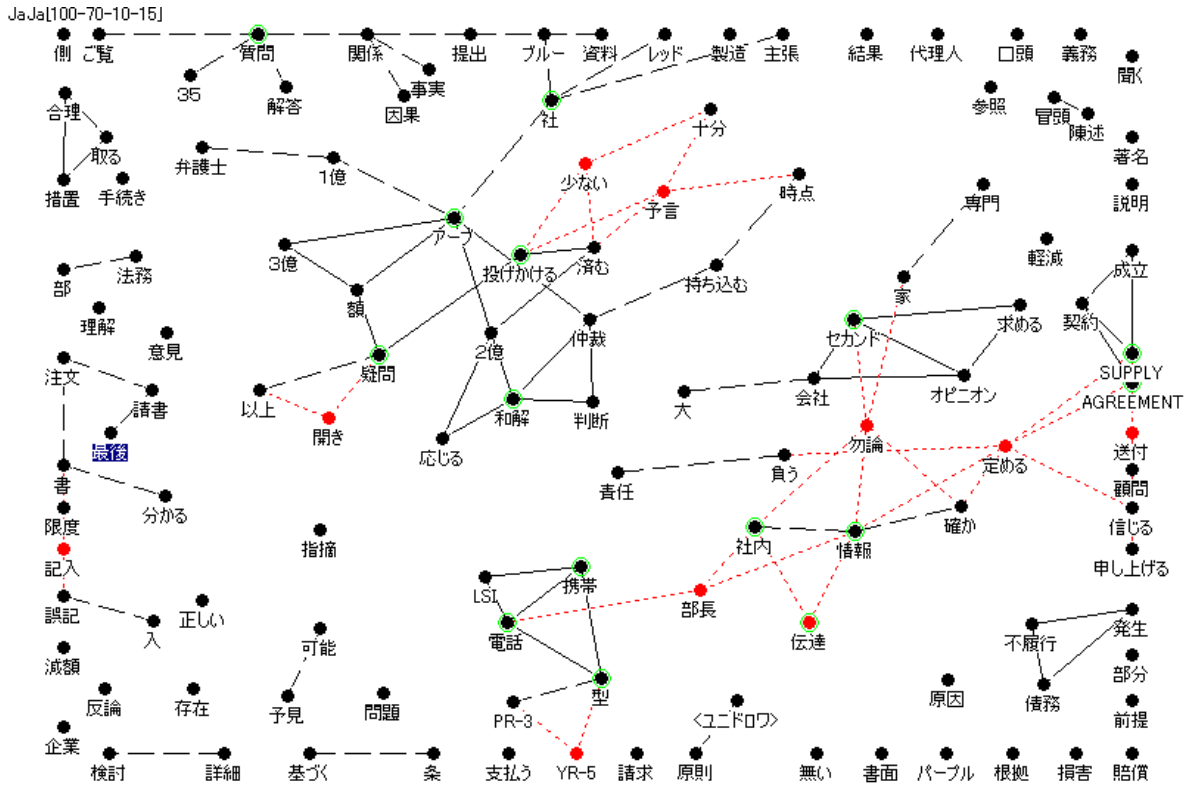 JaJa[100-70-10-15]
側 ご覧 質問 関係 提出 ブルー 資料 レッド 製造 主張 結果 代理人 口頭 義務
聞く
35 解答 因果 事実
合理 社 参照 冒頭 陳述
取る 十分 著名
措置 手続き 弁護士 1億 少ない 予言 時点 専門 説明
アープ
3億 投げかける 済む 持ち込む 家 軽減 成立
部 法務
額
理解 意見 疑問 2億 仲裁 セカンド 求める 契約
注文 SUPPLY
請書 以上 開き 和解 判断 大 会社 オピニオン AGREEMENT
最後 応じる 勿論 定める 送付
書 責任 負う 顧問
分かる
限度 指摘 社内 情報 確か 信じる
記入 LSI 携帯 部長 申し上げる
誤記 入 正しい 可能 電話 伝達 不履行 発生
減額 部分
反論 存在 予見 問題 PR-3 型 〈ユニドロワ〉 原因 債務 前提
企業
検討 詳細 基づく 条 支払う YR-5 請求 原則 無い 書面 パープル 根拠 損害 賠償